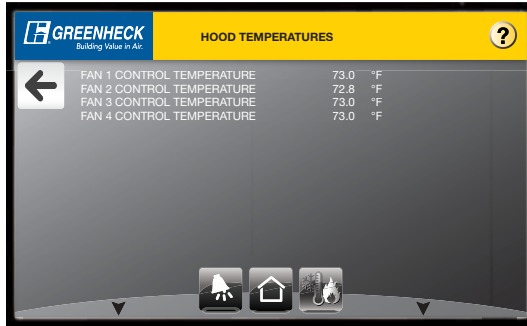 GREENHECK
Building Value in Air.
HOOD TEMPERATURES
?
FAN 1 CONTROL TEMPERATURE 73.0 °F
FAN 2 CONTROL TEMPERATURE 72.8 °F
FAN 3 CONTROL TEMPERATURE 73.0 °F
FAN 4 CONTROL TEMPERATURE 73.0 °F